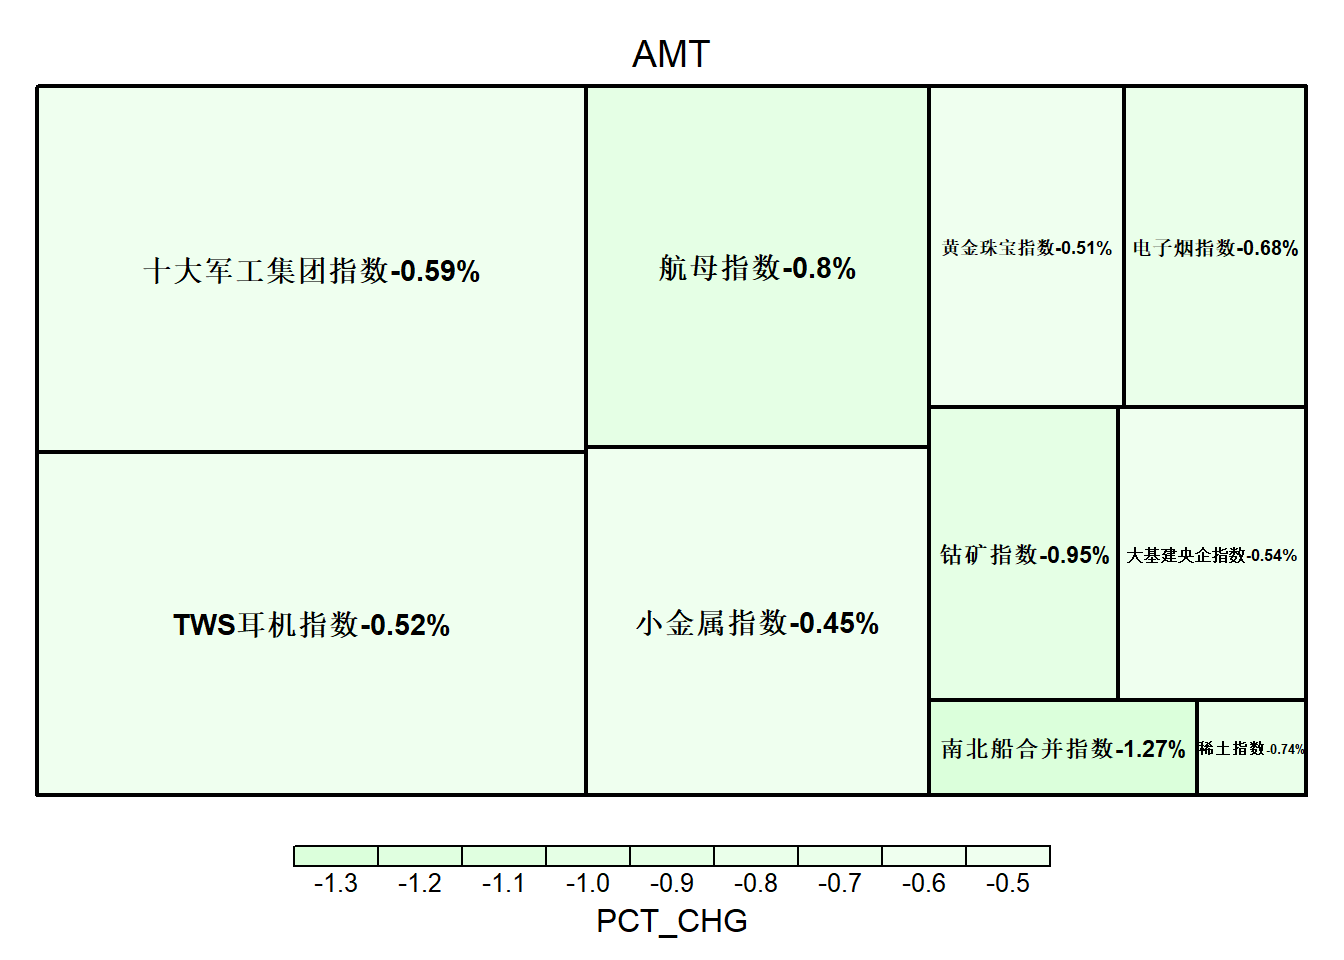 AMT
十大军工集团指数-0.59%
航母指数-0.8%
黄金珠宝指数-0.51%
电子烟指数-0.68%
TWS耳机指数-0.52%
小金属指数-0.45%
钴矿指数-0.95%
大基建央企指数-0.54%
南北船合并指数-1.27%
稀土指数-0.74%
-1.3 -1.2 -1.1 -1.0 -0.9 -0.8 -0.7 -0.6 -0.5
PCT_CHG